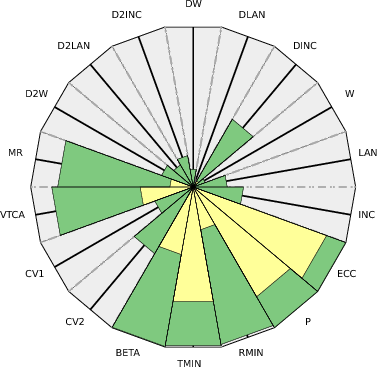 DW
D2INC
DLAN
D2LAN
DINC
D2W
W
MR
LAN
VTCA
INC
CV1
ECC
CV2
P
BETA
RMIN
TMIN